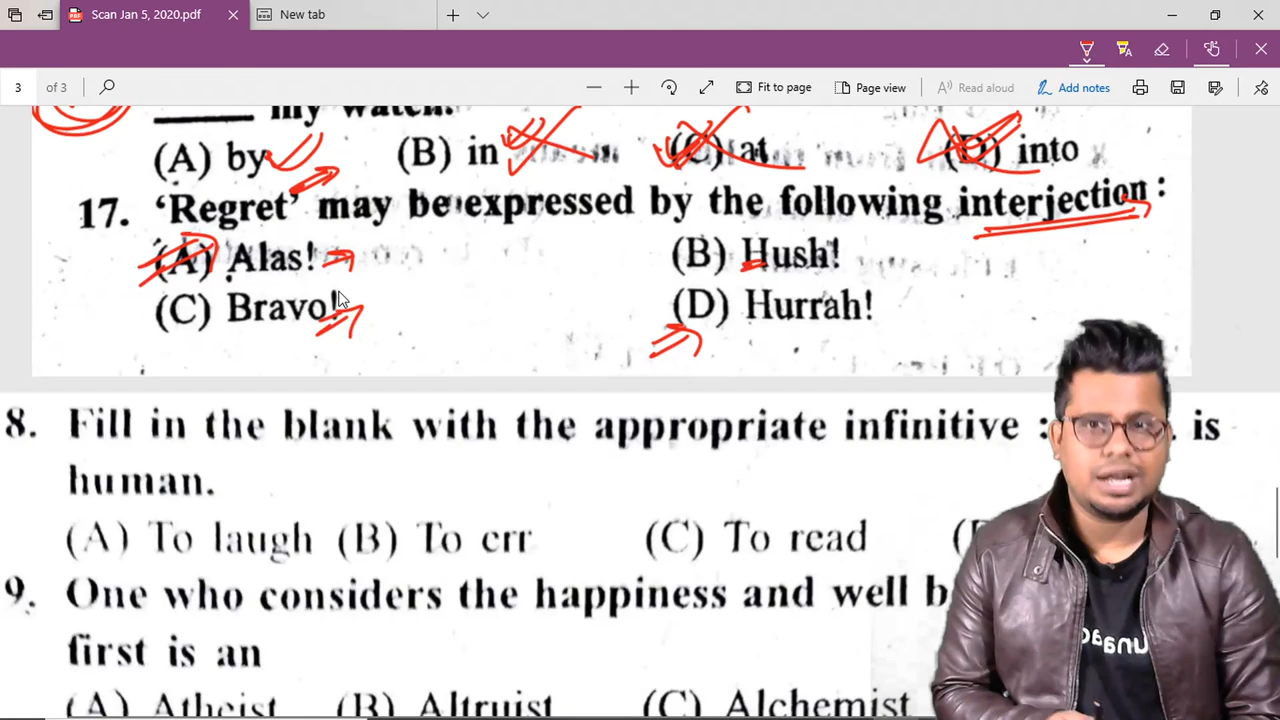 Scan Jan 5, 2020.pdf
New tab
3 of 3
Fit to page
Page view
Read aloud
Add notes
_____ my watch.
(A) by (B) in (C) at (D) into
17. ‘Regret’ may be expressed by the following interjection :
(A) Alas! (B) Hush!
(C) Bravo! (D) Hurrah!
8. Fill in the blank with the appropriate infinitive : . is
human.
(A) To laugh (B) To err (C) To read
9. One who considers the happiness and well b
first is an
(A) Atheist (B) Altruist (C) Alchemist